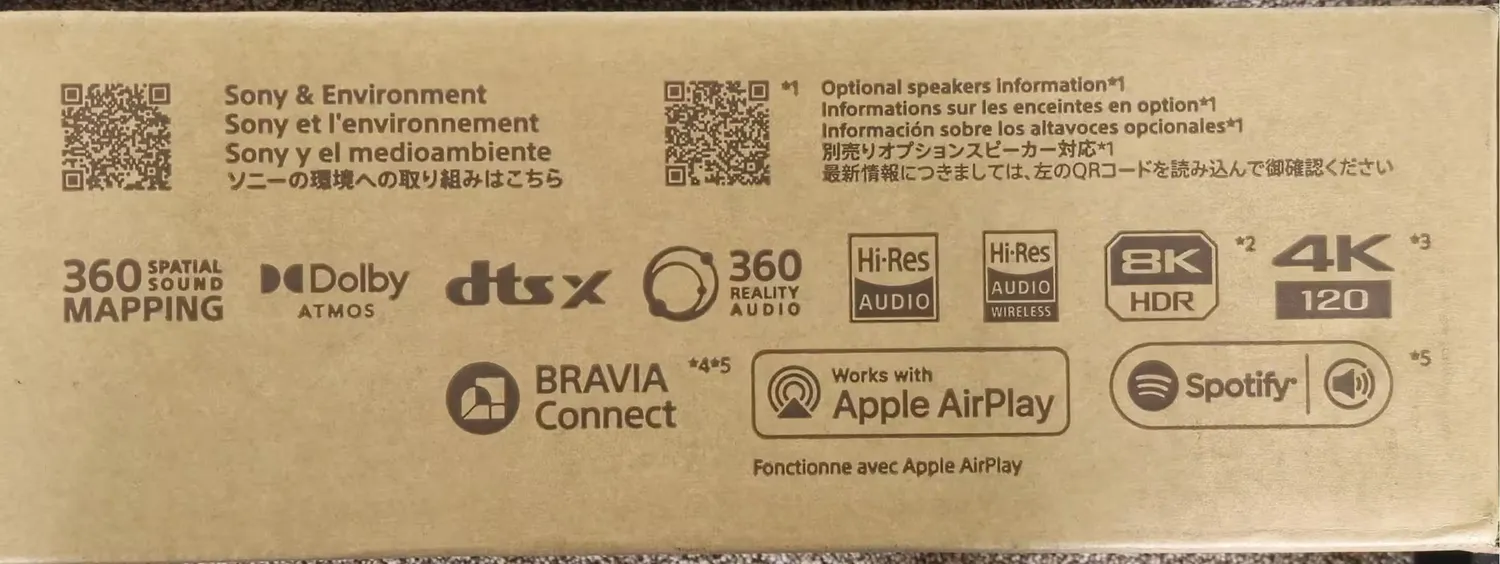 Sony & Environment
Sony et l'environnement
Sony y el medioambiente
ソニーの環境への取り組みはこちら
*1
Optional speakers information*1
Informations sur les enceintes en option*1
Información sobre los altavoces opcionales*1
別売りオプションスピーカー対応*1
最新情報につきましては、左のQRコードを読み込んで御確認ください
360 SPATIAL SOUND MAPPING
Dolby ATMOS
dts X
360 REALITY AUDIO
Hi-Res AUDIO
Hi-Res AUDIO WIRELESS
8K HDR *2
4K 120 *3
BRAVIA Connect *4*5
Works with Apple AirPlay
Spotify *5
Fonctionne avec Apple AirPlay